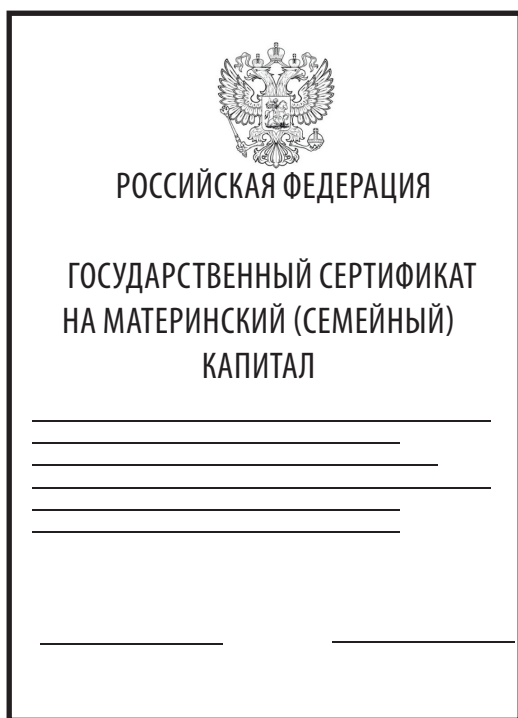 РОССИЙСКАЯ ФЕДЕРАЦИЯ
ГОСУДАРСТВЕННЫЙ СЕРТИФИКАТ
НА МАТЕРИНСКИЙ (СЕМЕЙНЫЙ)
КАПИТАЛ